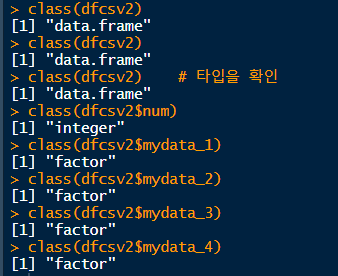 > class(dfcsv2)
[1] "data.frame"
> class(dfcsv2)
[1] "data.frame"
> class(dfcsv2)    # 타입을 확인
[1] "data.frame"
> class(dfcsv2$num)
[1] "integer"
> class(dfcsv2$mydata_1)
[1] "factor"
> class(dfcsv2$mydata_2)
[1] "factor"
> class(dfcsv2$mydata_3)
[1] "factor"
> class(dfcsv2$mydata_4)
[1] "factor"